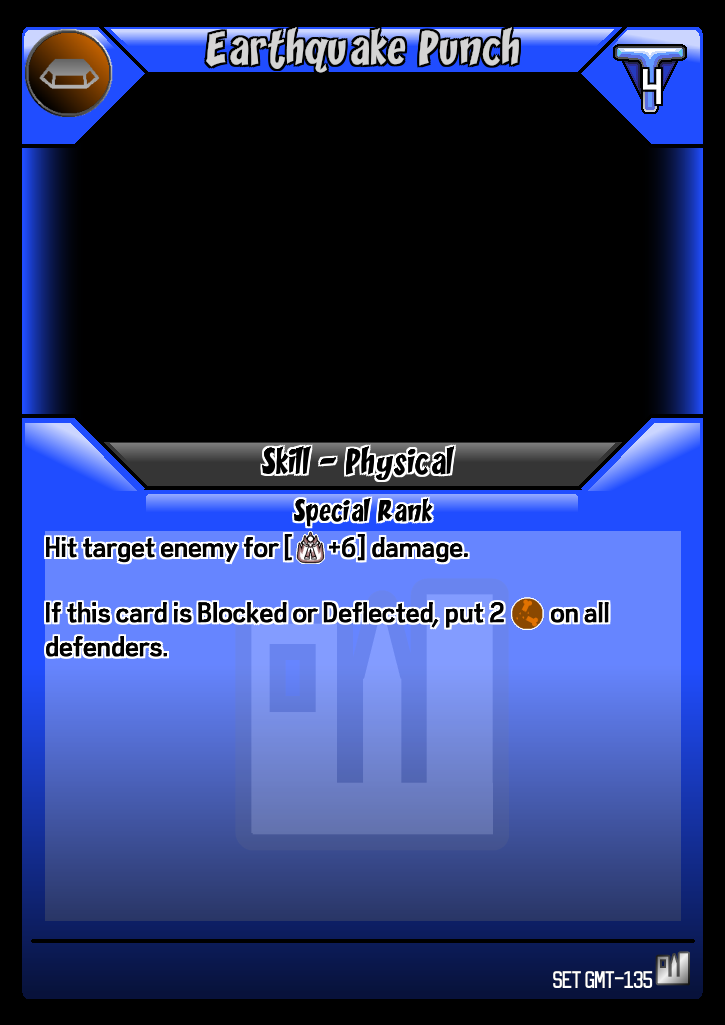 Earthquake Punch
4
Skill - Physical
Special Rank
Hit target enemy for [ +6] damage.
If this card is Blocked or Deflected, put 2 on all
defenders.
SET GMT-135